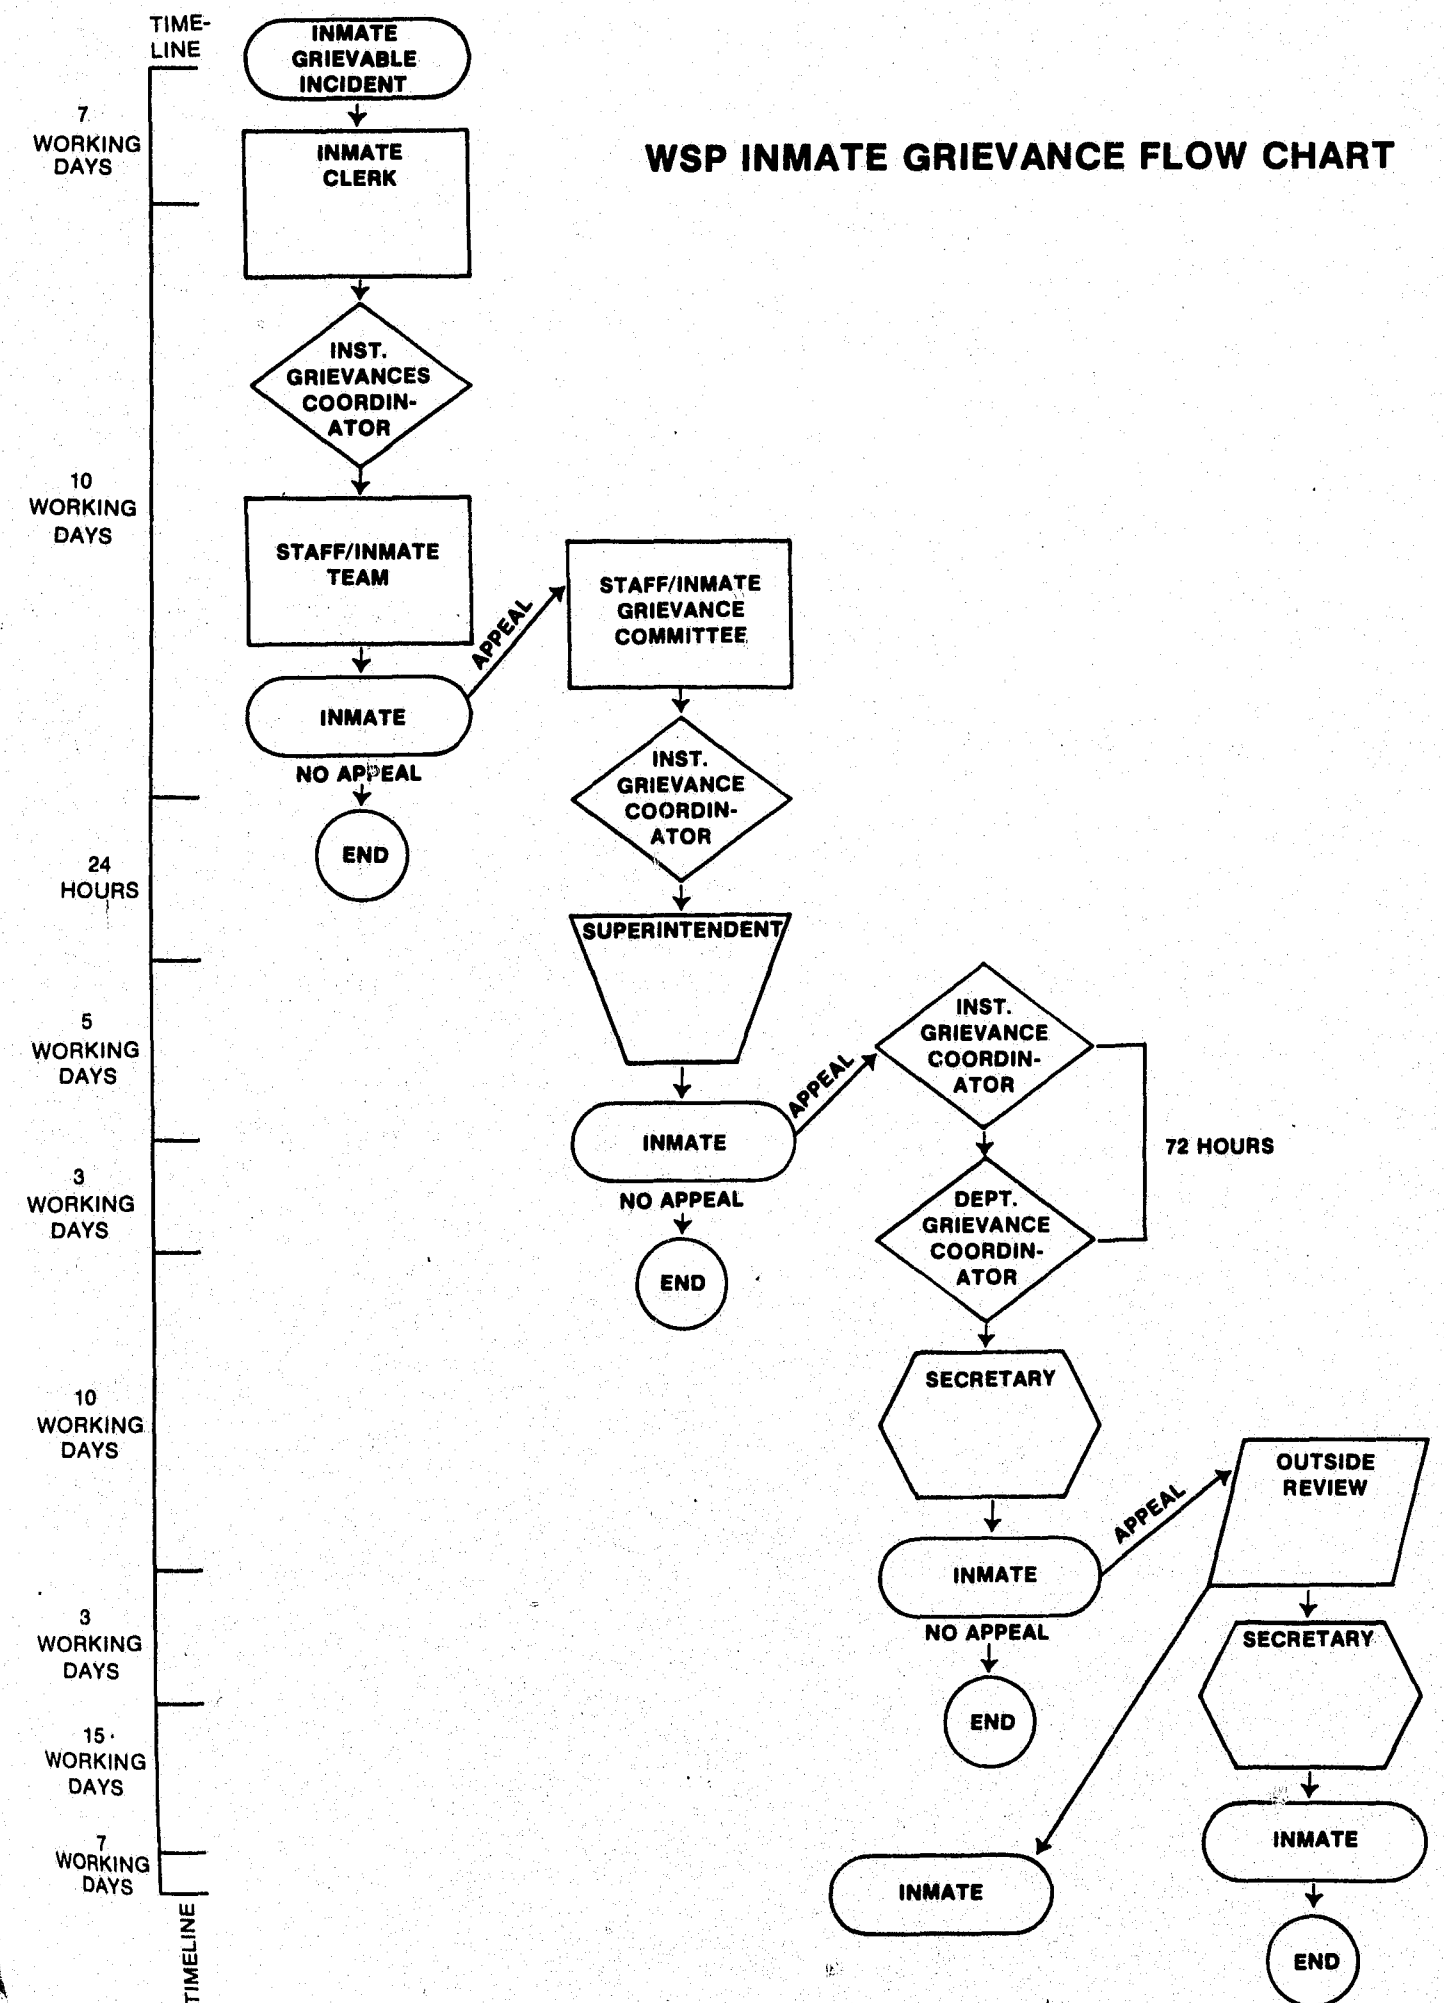 TIME-
LINE
7
WORKING
DAYS
10
WORKING
DAYS
24
HOURS
5
WORKING
DAYS
3
WORKING
DAYS
10
WORKING
DAYS
3
WORKING
DAYS
15
WORKING
DAYS
7
WORKING
DAYS
TIMELINE
WSP INMATE GRIEVANCE FLOW CHART
INMATE
GRIEVABLE
INCIDENT
INMATE
CLERK
INST.
GRIEVANCES
COORDIN-
ATOR
STAFF/INMATE
TEAM
INMATE
NO APPEAL
END
APPEAL
STAFF/INMATE
GRIEVANCE
COMMITTEE
INST.
GRIEVANCE
COORDIN-
ATOR
SUPERINTENDENT
INMATE
NO APPEAL
END
APPEAL
INST.
GRIEVANCE
COORDIN-
ATOR
72 HOURS
DEPT.
GRIEVANCE
COORDIN-
ATOR
SECRETARY
INMATE
NO APPEAL
END
APPEAL
OUTSIDE
REVIEW
SECRETARY
INMATE
END
INMATE